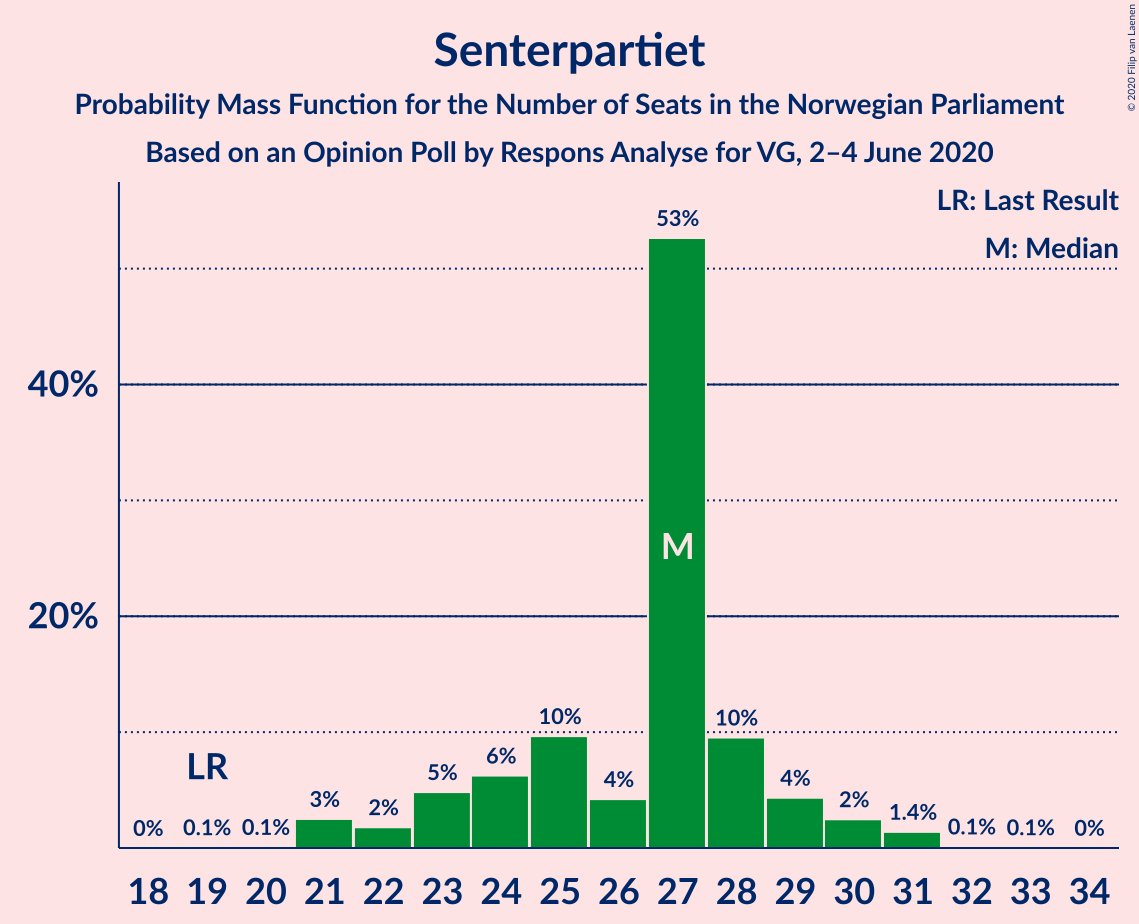 Senterpartiet
Probability Mass Function for the Number of Seats in the Norwegian Parliament
Based on an Opinion Poll by Respons Analyse for VG, 2–4 June 2020
© 2020 Filip van Laenen
LR: Last Result
M: Median
53%
40%
M
20%
10% 10%
LR
6%
5%
4% 4%
3% 2% 2%
1.4%
0% 0.1% 0.1% 0.1% 0.1% 0%
18 19 20 21 22 23 24 25 26 27 28 29 30 31 32 33 34